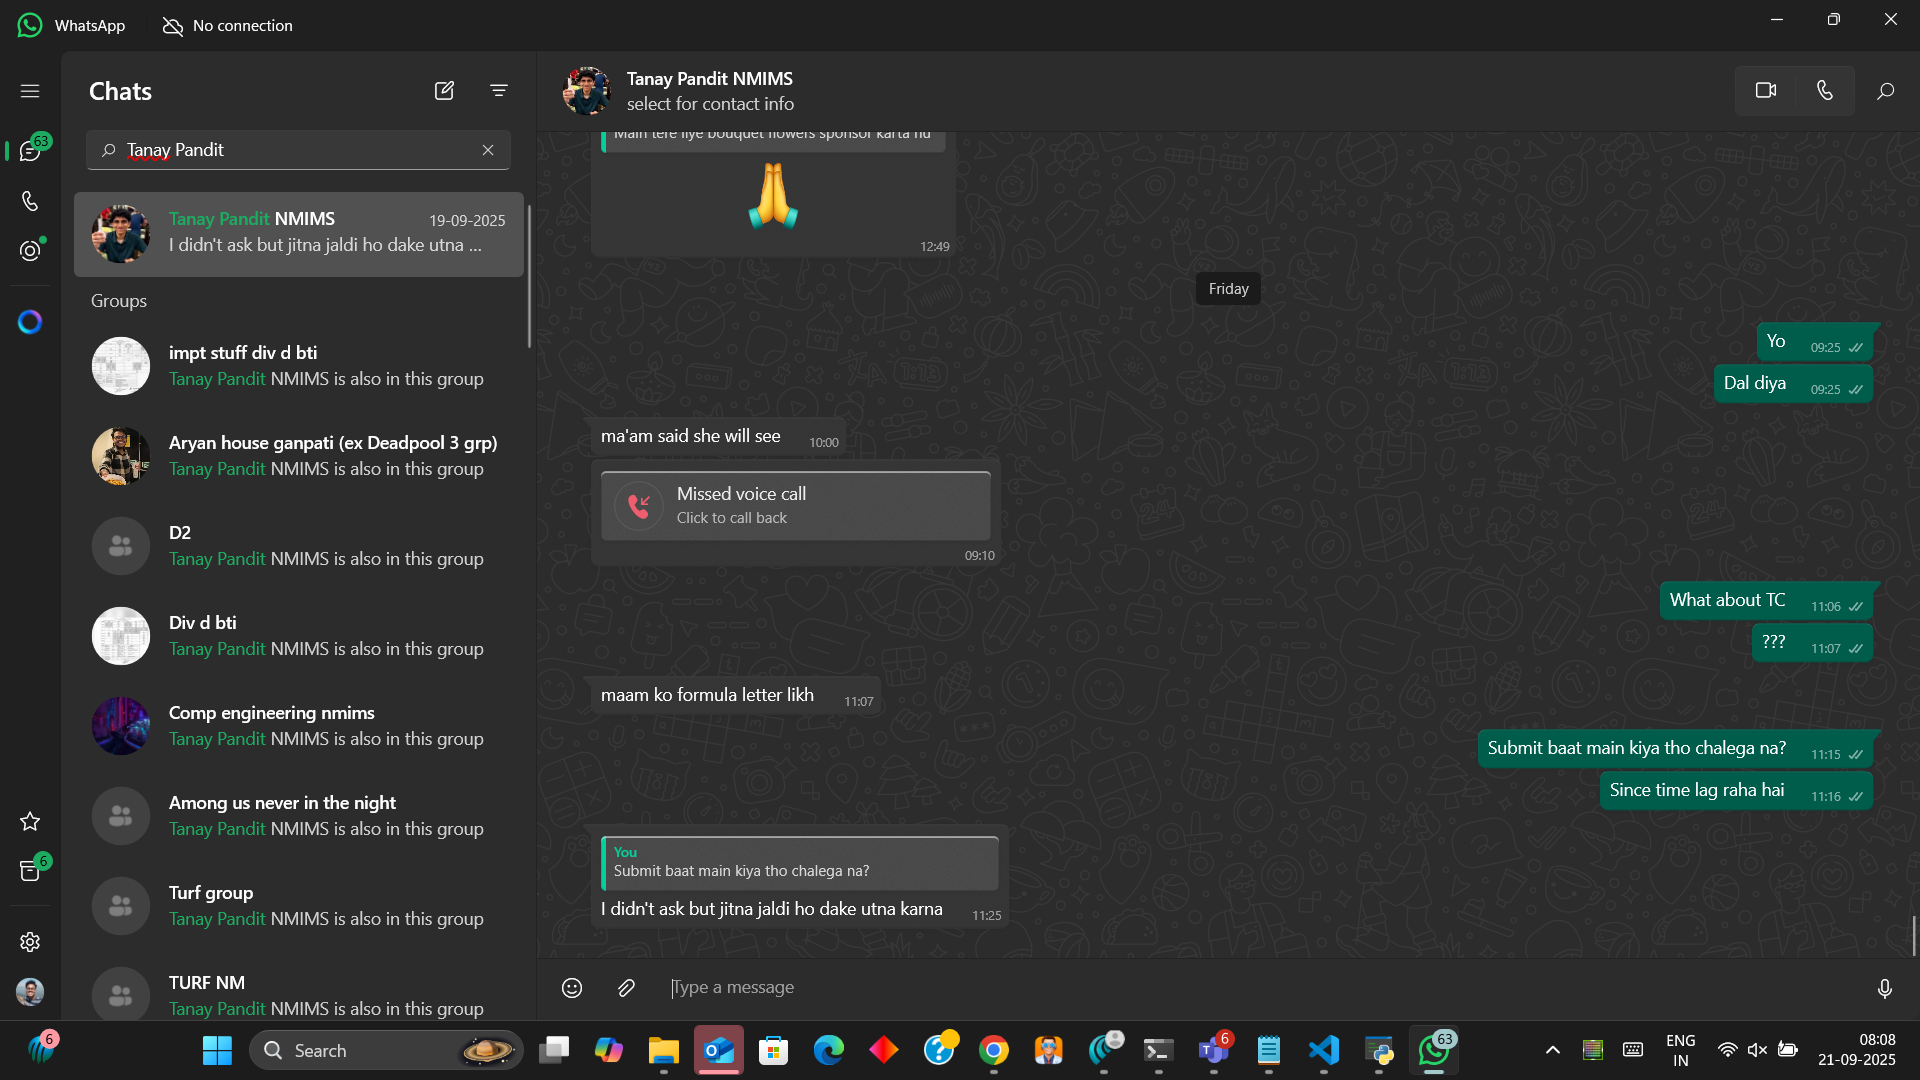 WhatsApp
No connection
Chats
63
Tanay Pandit
Tanay Pandit NMIMS
19-09-2025
I didn't ask but jitna jaldi ho dake utna ...
Groups
impt stuff div d bti
Tanay Pandit NMIMS is also in this group
Aryan house ganpati (ex Deadpool 3 grp)
Tanay Pandit NMIMS is also in this group
D2
Tanay Pandit NMIMS is also in this group
Div d bti
Tanay Pandit NMIMS is also in this group
Comp engineering nmims
Tanay Pandit NMIMS is also in this group
Among us never in the night
Tanay Pandit NMIMS is also in this group
6
Turf group
Tanay Pandit NMIMS is also in this group
TURF NM
Tanay Pandit NMIMS is also in this group
Tanay Pandit NMIMS
select for contact info
Main tere liye bouquet flowers sponsor karta hu
12:49
Friday
Yo 09:25
Dal diya 09:25
ma'am said she will see 10:00
Missed voice call
Click to call back
09:10
What about TC 11:06
??? 11:07
maam ko formula letter likh 11:07
Submit baat main kiya tho chalega na? 11:15
Since time lag raha hai 11:16
You
Submit baat main kiya tho chalega na?
I didn't ask but jitna jaldi ho dake utna karna 11:25
Type a message
6
Search
6
63
ENG
IN
08:08
21-09-2025